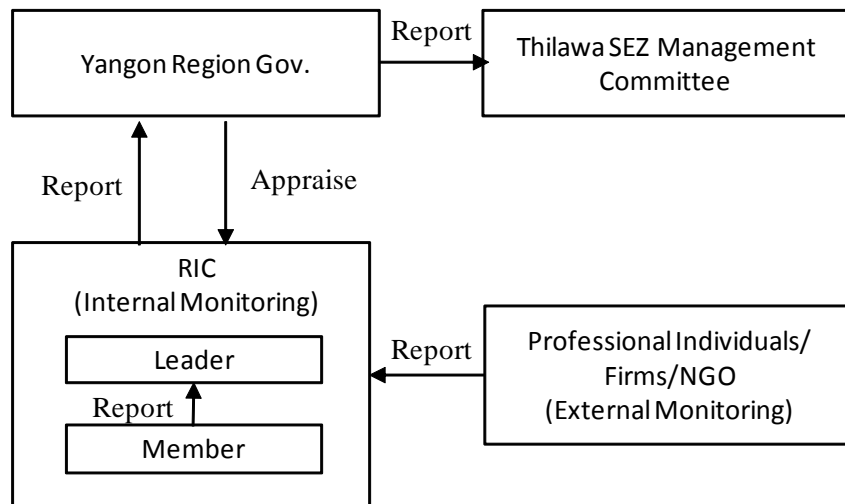 Report
Yangon Region Gov.
Thilawa SEZ Management
Committee
Report
Appraise
RIC
(Internal Monitoring)
Leader
Report
Member
Report
Professional Individuals/
Firms/NGO
(External Monitoring)